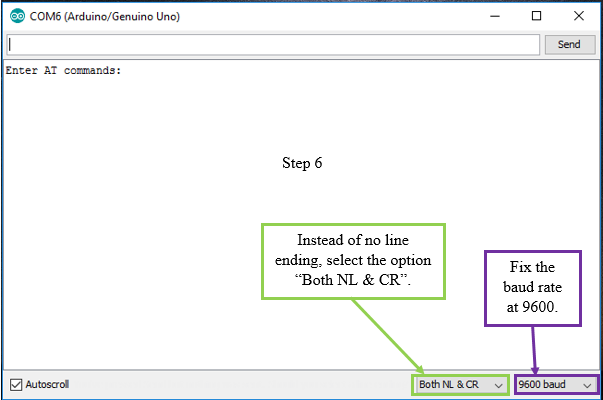 COM6 (Arduino/Genuino Uno)
Send
Enter AT commands:
Step 6
Instead of no line
ending, select the option
“Both NL & CR”.
Fix the
baud rate
at 9600.
Autoscroll
Both NL & CR
9600 baud